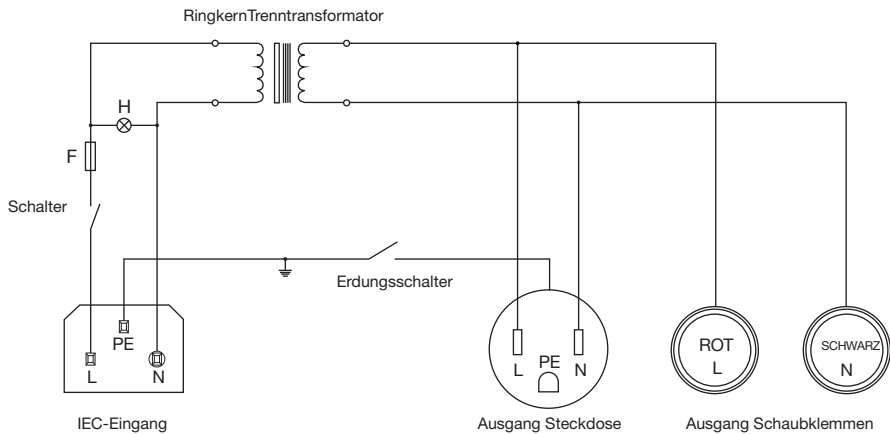 RingkernTrenntransformator
H
F
Schalter
Erdungsschalter
PE
L
N
L
PE
N
ROT
L
SCHWARZ
N
IEC-Eingang
Ausgang Steckdose
Ausgang Schaubklemmen